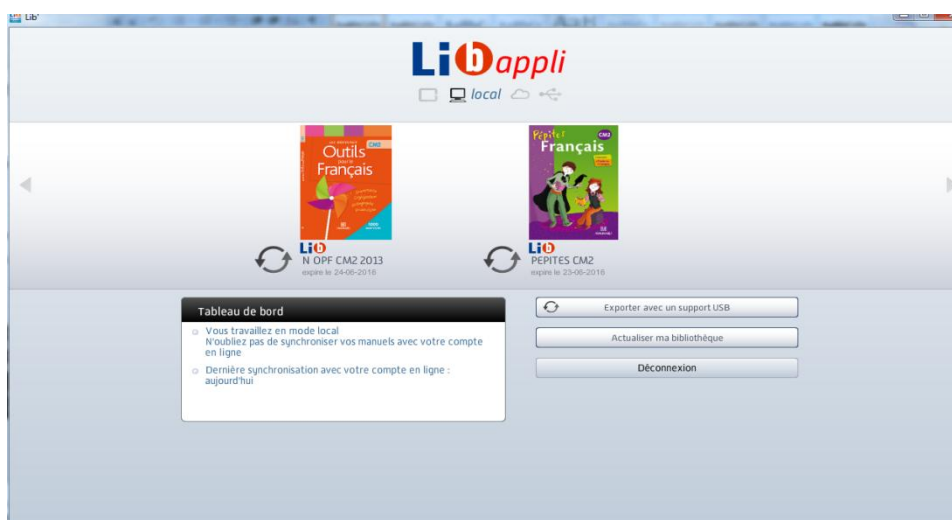 Lib'
Lib appli
local
Outils
pour le
Français
CM2
Pépites
CM2
Français
Lib
N OPF CM2 2013
expire le 24-06-2016
Lib
PEPITES CM2
expire le 23-06-2016
Tableau de bord
Vous travaillez en mode local
N'oubliez pas de synchroniser vos manuels avec votre compte
en ligne
Dernière synchronisation avec votre compte en ligne :
aujourd'hui
Exporter avec un support USB
Actualiser ma bibliothèque
Déconnexion